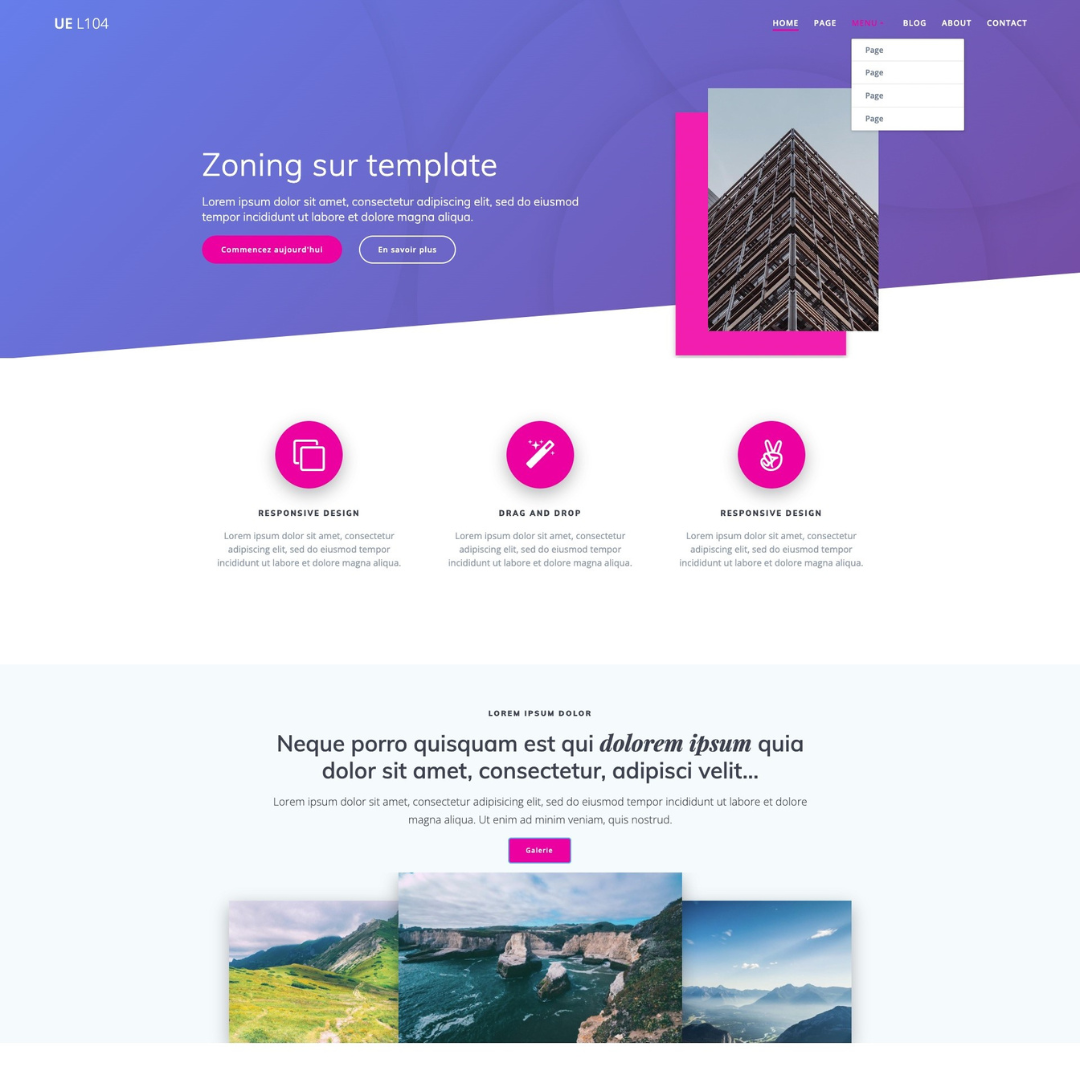 UE L104
HOME PAGE MENU BLOG ABOUT CONTACT
Page
Page
Page
Page
Zoning sur template
Lorem ipsum dolor sit amet, consectetur adipiscing elit, sed do eiusmod
tempor incididunt ut labore et dolore magna aliqua.
Commencez aujourd'hui
En savoir plus
RESPONSIVE DESIGN
Lorem ipsum dolor sit amet, consectetur
adipiscing elit, sed do eiusmod tempor
incididunt ut labore et dolore magna aliqua.
DRAG AND DROP
Lorem ipsum dolor sit amet, consectetur
adipiscing elit, sed do eiusmod tempor
incididunt ut labore et dolore magna aliqua.
RESPONSIVE DESIGN
Lorem ipsum dolor sit amet, consectetur
adipiscing elit, sed do eiusmod tempor
incididunt ut labore et dolore magna aliqua.
LOREM IPSUM DOLOR
Neque porro quisquam est qui dolorem ipsum quia
dolor sit amet, consectetur, adipisci velit...
Lorem ipsum dolor sit amet, consectetur adipisicing elit, sed do eiusmod tempor incididunt ut labore et dolore
magna aliqua. Ut enim ad minim veniam, quis nostrud.
Galerie